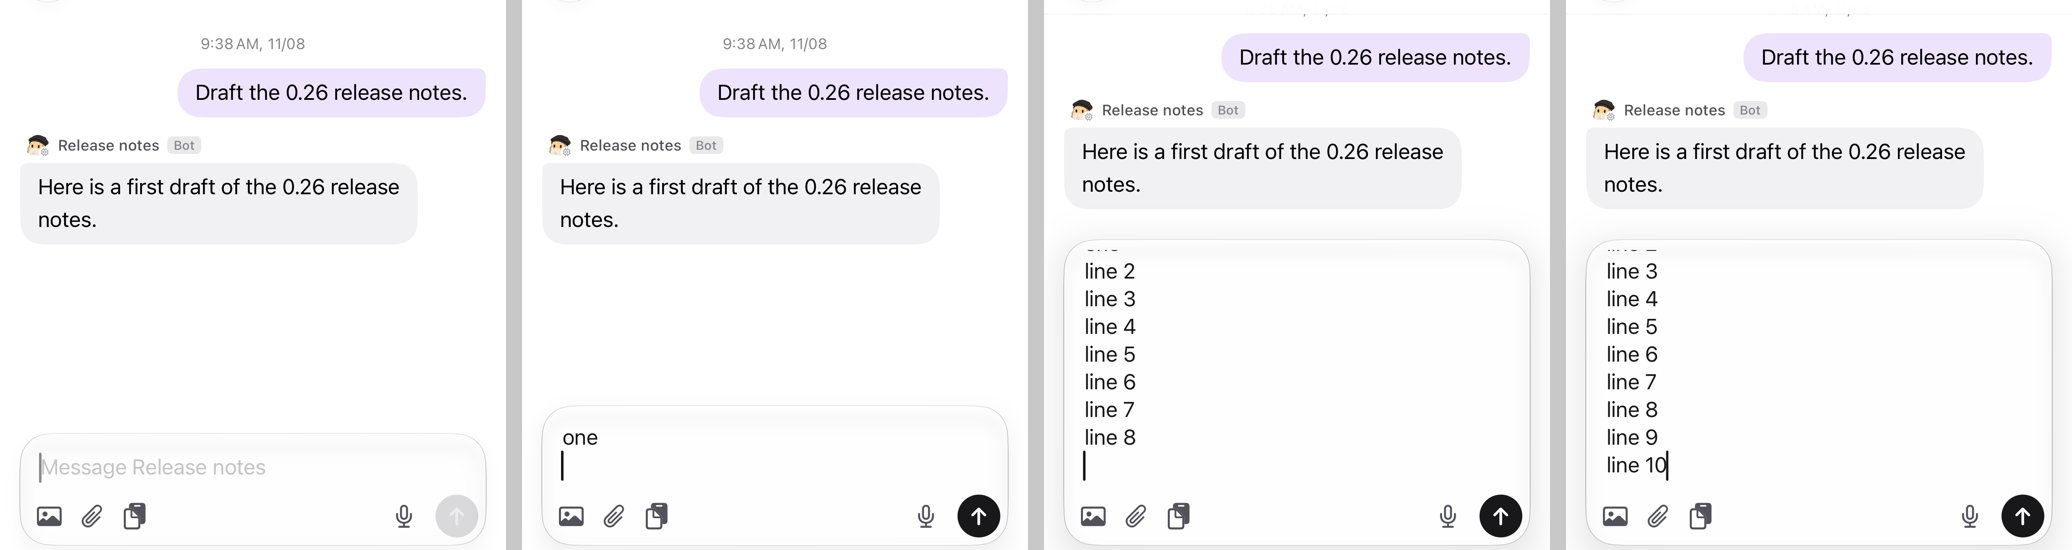 9:38 AM, 11/08
Draft the 0.26 release notes.
Release notes Bot
Here is a first draft of the 0.26 release
notes.
Message Release notes
9:38 AM, 11/08
Draft the 0.26 release notes.
Release notes Bot
Here is a first draft of the 0.26 release
notes.
one
Draft the 0.26 release notes.
Release notes Bot
Here is a first draft of the 0.26 release
notes.
line 2
line 3
line 4
line 5
line 6
line 7
line 8
Draft the 0.26 release notes.
Release notes Bot
Here is a first draft of the 0.26 release
notes.
line 3
line 4
line 5
line 6
line 7
line 8
line 9
line 10